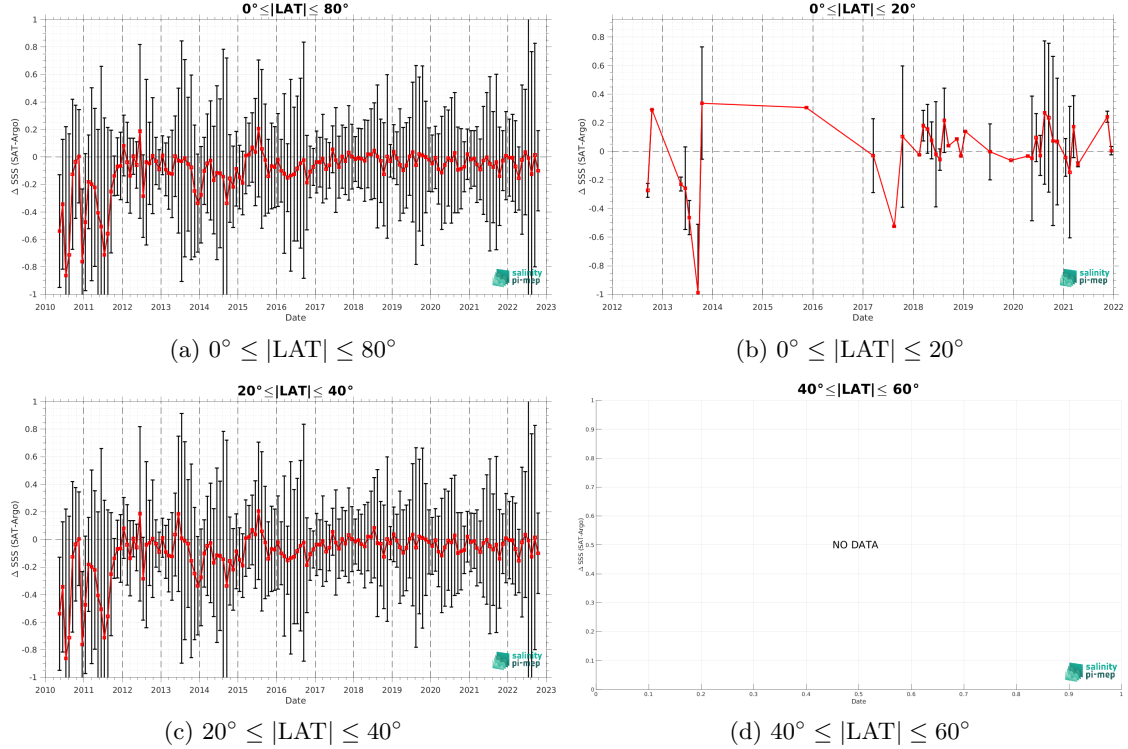 0°≤|LAT|≤ 80°
Δ SSS (SAT-Argo)
1
0.8
0.6
0.4
0.2
0
-0.2
-0.4
-0.6
-0.8
-1
2010 2011 2012 2013 2014 2015 2016 2017 2018 2019 2020 2021 2022 2023
Date
salinity
pi-mep
(a) 0° ≤ |LAT| ≤ 80°
0°≤|LAT|≤ 20°
Δ SSS (SAT-Argo)
0.8
0.6
0.4
0.2
0
-0.2
-0.4
-0.6
-0.8
-1
2012 2013 2014 2015 2016 2017 2018 2019 2020 2021 2022
Date
salinity
pi-mep
(b) 0° ≤ |LAT| ≤ 20°
20°≤|LAT|≤ 40°
Δ SSS (SAT-Argo)
1
0.8
0.6
0.4
0.2
0
-0.2
-0.4
-0.6
-0.8
-1
2010 2011 2012 2013 2014 2015 2016 2017 2018 2019 2020 2021 2022 2023
Date
salinity
pi-mep
(c) 20° ≤ |LAT| ≤ 40°
40°≤|LAT|≤ 60°
Δ SSS (SAT-Argo)
1
0.9
0.8
0.7
0.6
0.5
0.4
0.3
0.2
0.1
0
NO DATA
0 0.1 0.2 0.3 0.4 0.5 0.6 0.7 0.8 0.9 1
Date
salinity
pi-mep
(d) 40° ≤ |LAT| ≤ 60°